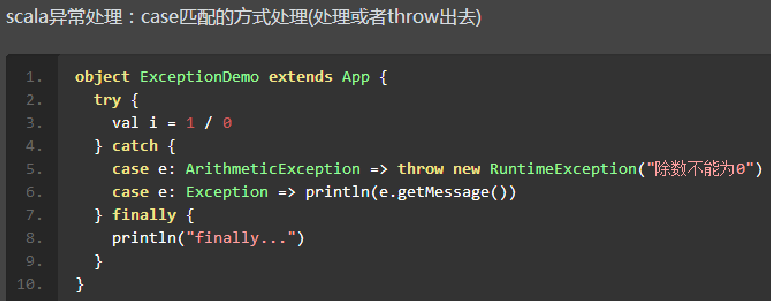 scala异常处理：case匹配的方式处理(处理或者throw出去)
1. object ExceptionDemo extends App {
2.   try {
3.     val i = 1 / 0
4.   } catch {
5.     case e: ArithmeticException => throw new RuntimeException("除数不能为0")
6.     case e: Exception => println(e.getMessage())
7.   } finally {
8.     println("finally...")
9.   }
10. }